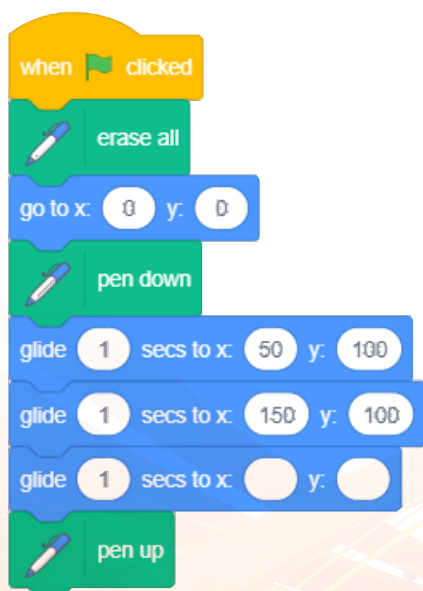 when clicked
erase all
go to x: 0 y: 0
pen down
glide 1 secs to x: 50 y: 100
glide 1 secs to x: 150 y: 100
glide 1 secs to x: y:
pen up